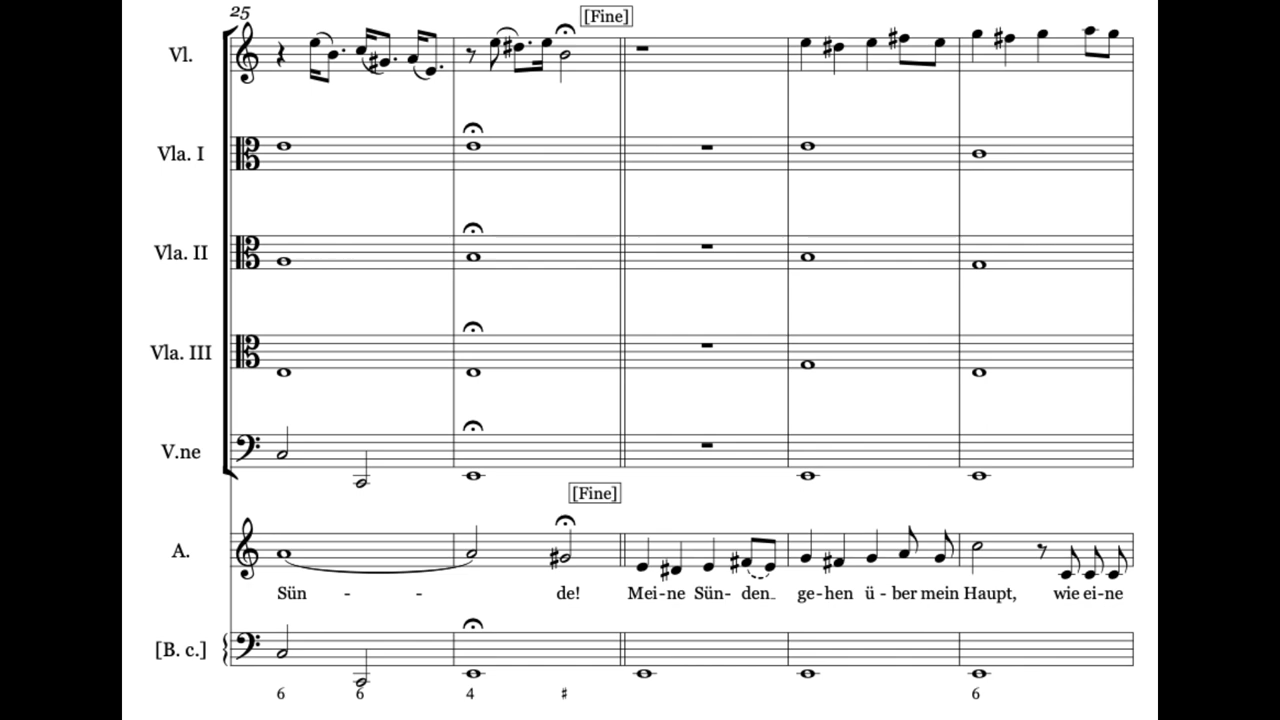 25
[Fine]
Vl.
Vla. I
Vla. II
Vla. III
V.ne
[Fine]
A.
Sün - - de! Mei-ne Sün- den_ ge-hen ü-ber mein Haupt, wie ei-ne
[B. c.]
6 6 4 ♯ 6